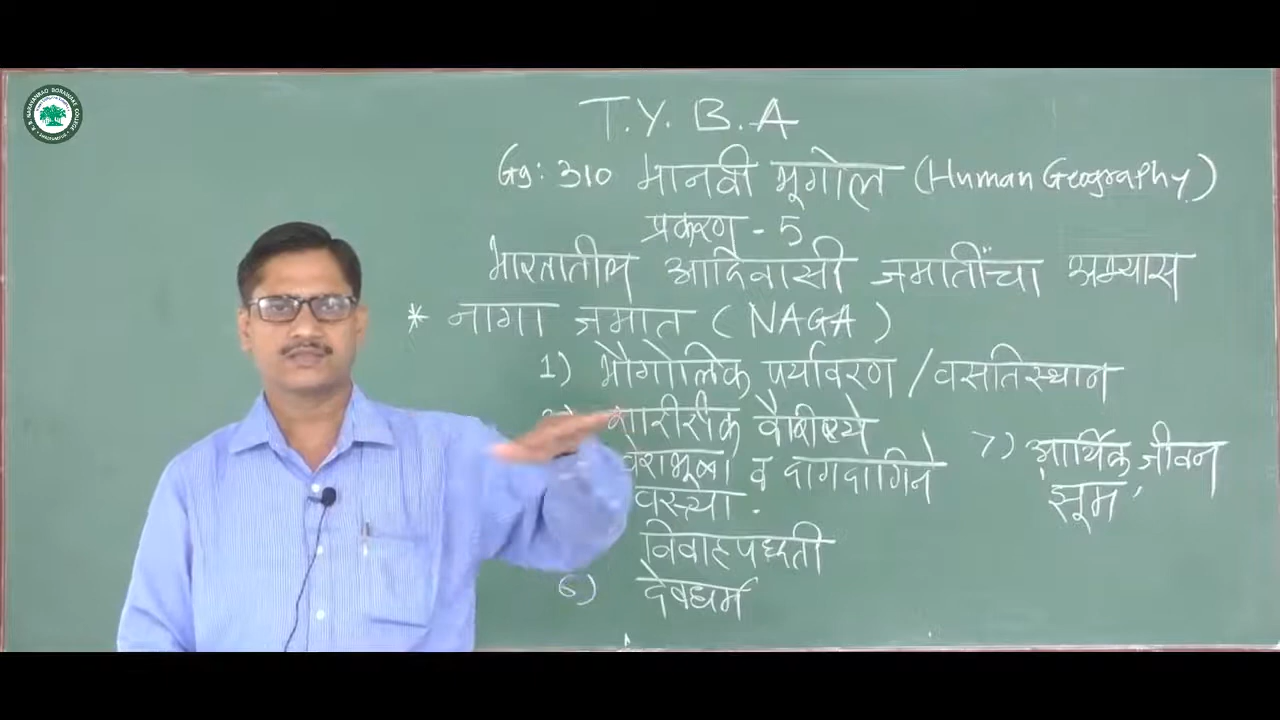 T.Y.B.A
Gg: 310 मानवी भूगोल (Human Geography)
प्रकरण - 5
भारतातील आदिवासी जमातींचा अभ्यास
* नागा जमात (NAGA)
1) भौगोलिक पर्यावरण / वसतिस्थान
शारीरिक वैशिष्ट्ये
वेशभूषा व दागदागिने
वस्त्या.
विवाहपद्धती
6) देवधर्म
7) आर्थिक जीवन
'झूम'